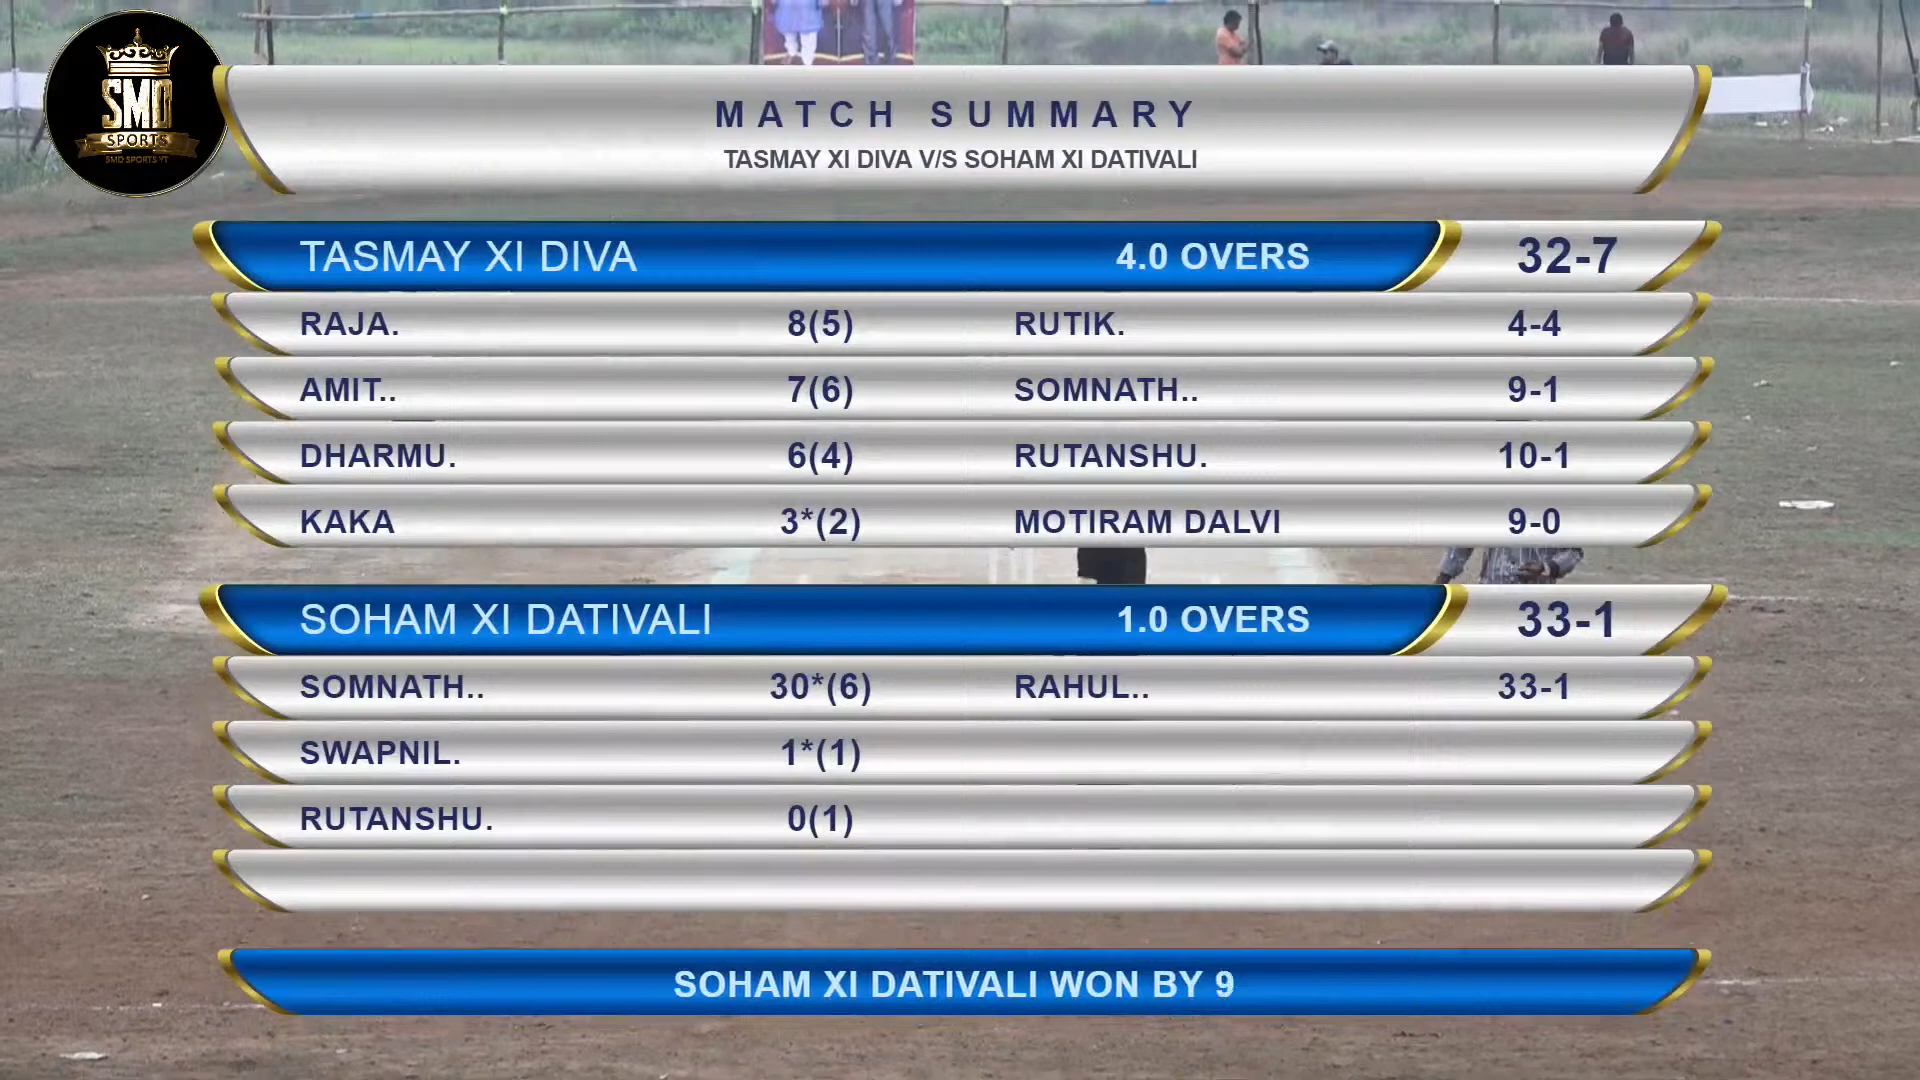 SMD
SPORTS
SMD SPORTS YT
MATCH SUMMARY
TASMAY XI DIVA V/S SOHAM XI DATIVALI
TASMAY XI DIVA 4.0 OVERS 32-7
RAJA. 8(5) RUTIK. 4-4
AMIT.. 7(6) SOMNATH.. 9-1
DHARMU. 6(4) RUTANSHU. 10-1
KAKA 3*(2) MOTIRAM DALVI 9-0
SOHAM XI DATIVALI 1.0 OVERS 33-1
SOMNATH.. 30*(6) RAHUL.. 33-1
SWAPNIL. 1*(1)
RUTANSHU. 0(1)
SOHAM XI DATIVALI WON BY 9